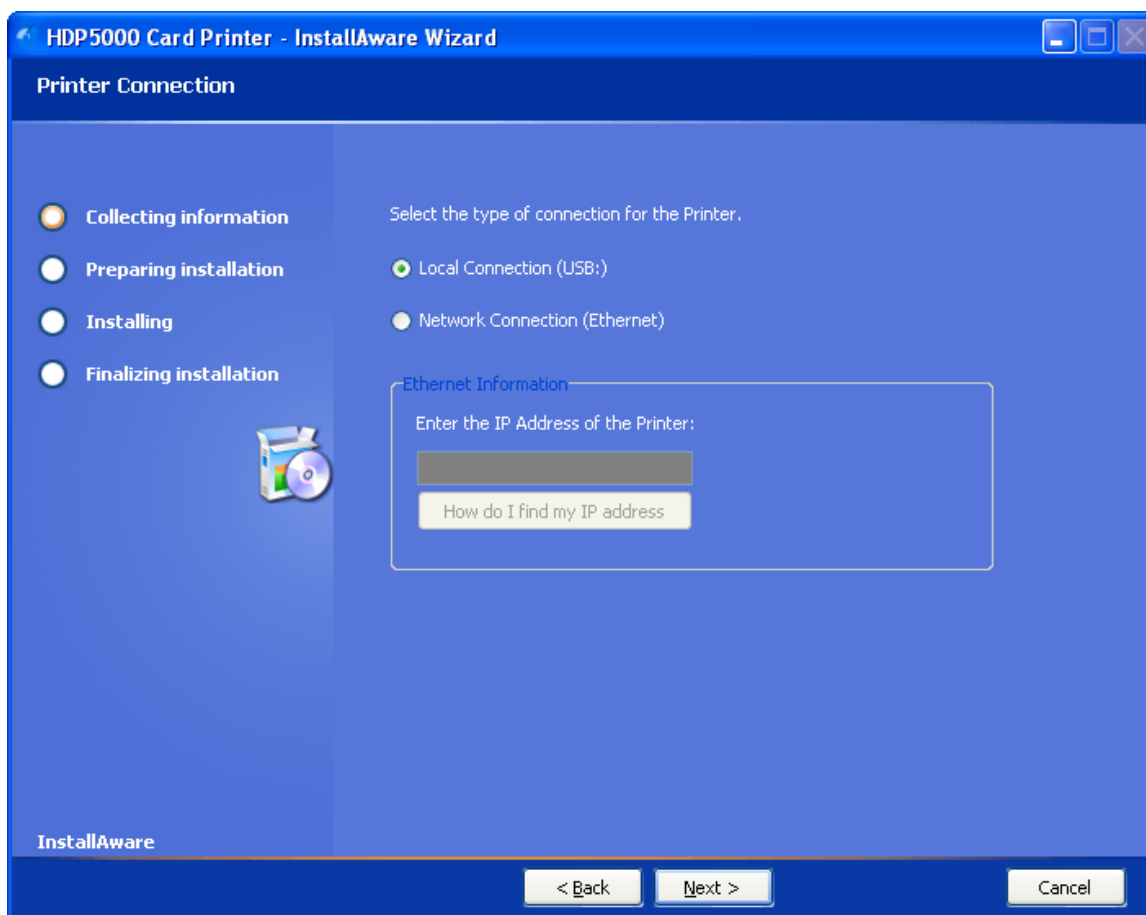 HDP5000 Card Printer - InstallAware Wizard
Printer Connection
Collecting information
Preparing installation
Installing
Finalizing installation
Select the type of connection for the Printer.
Local Connection (USB:)
Network Connection (Ethernet)
Ethernet Information
Enter the IP Address of the Printer:
How do I find my IP address
InstallAware
< Back
Next >
Cancel